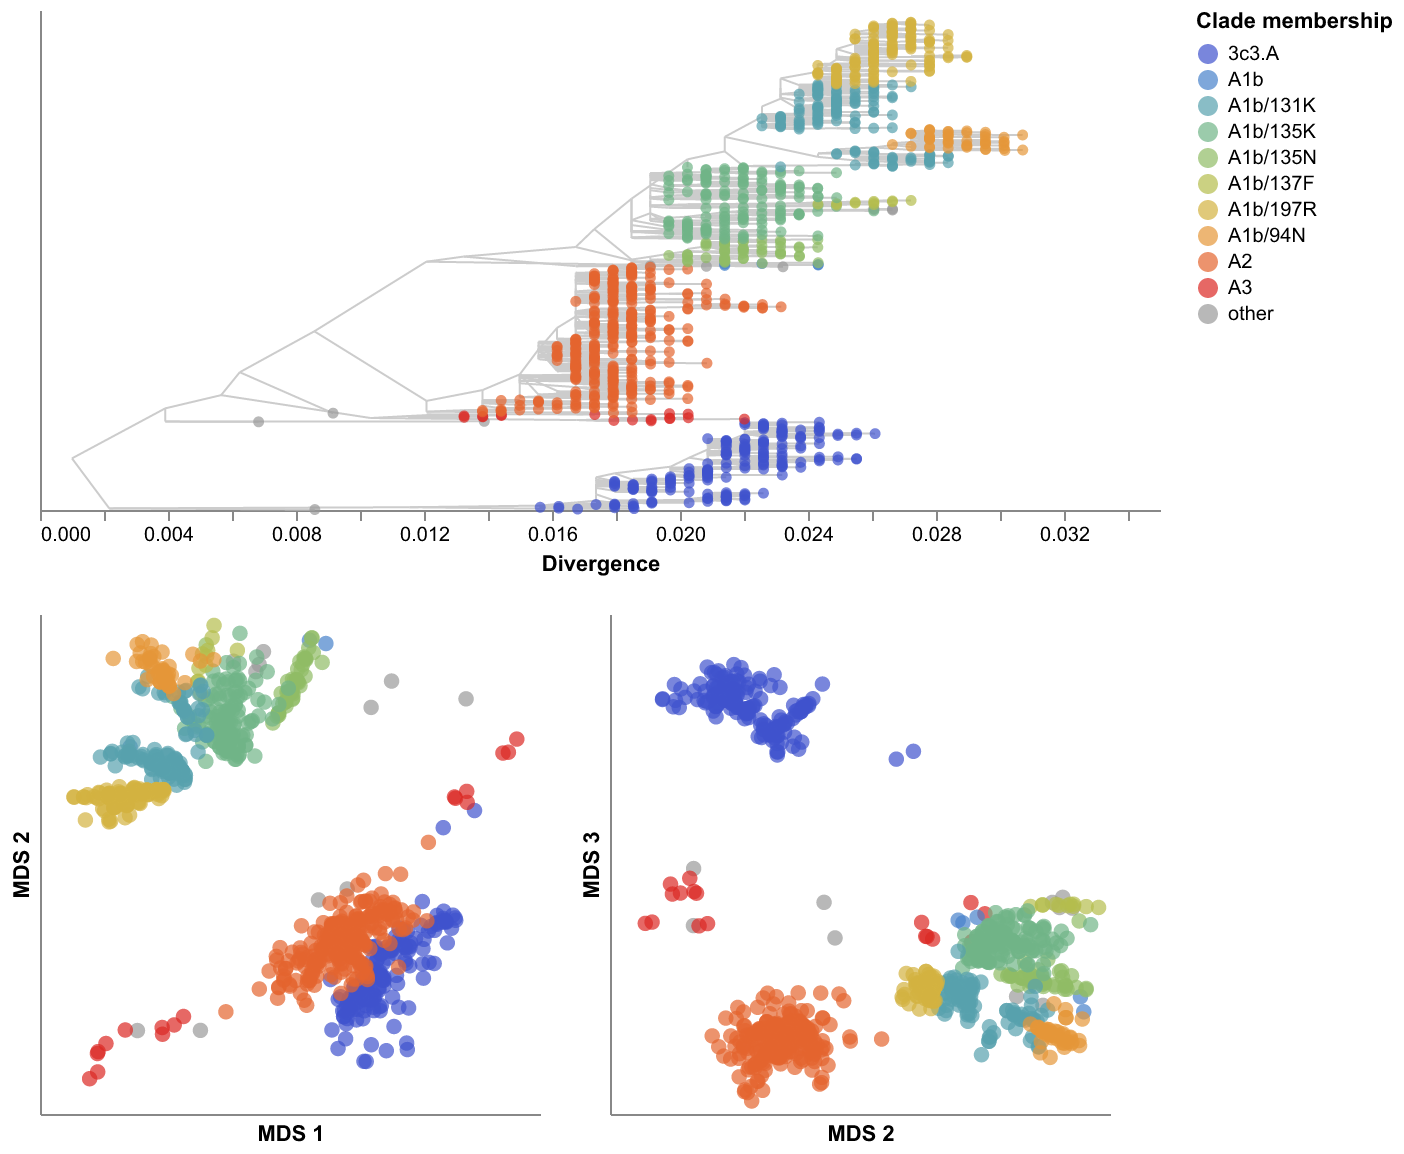 Clade membership
3c3.A
A1b
A1b/131K
A1b/135K
A1b/135N
A1b/137F
A1b/197R
A1b/94N
A2
A3
other
0.000 0.004 0.008 0.012 0.016 0.020 0.024 0.028 0.032
Divergence
MDS 2
MDS 1
MDS 3
MDS 2